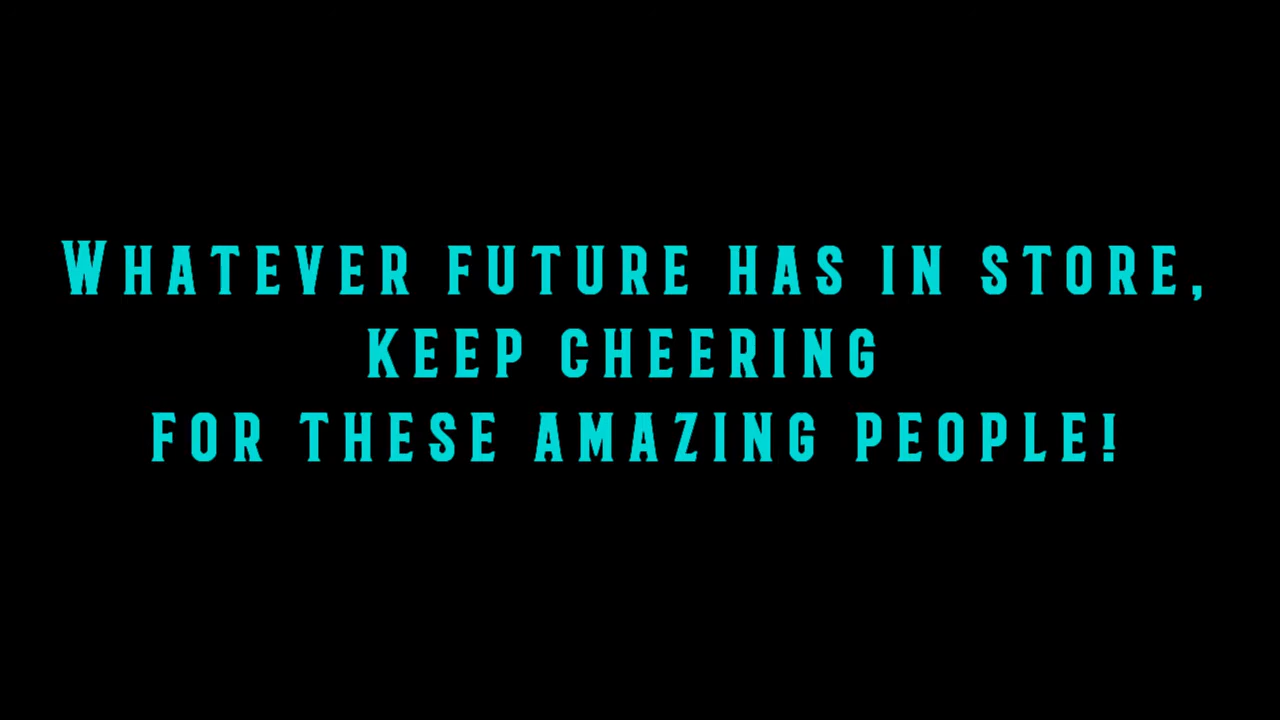 Whatever future has in store,
keep cheering
for these amazing people!